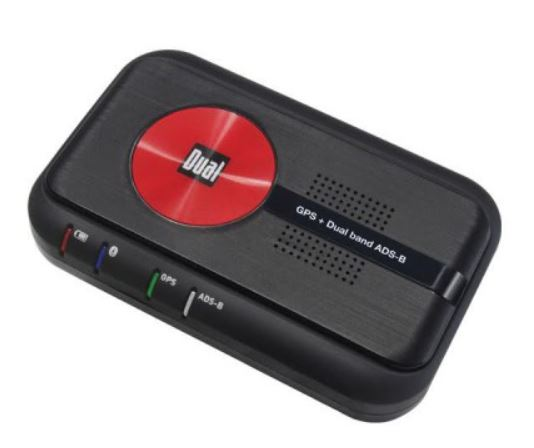 Dual
GPS + Dual band ADS-B
GPS
ADS-B